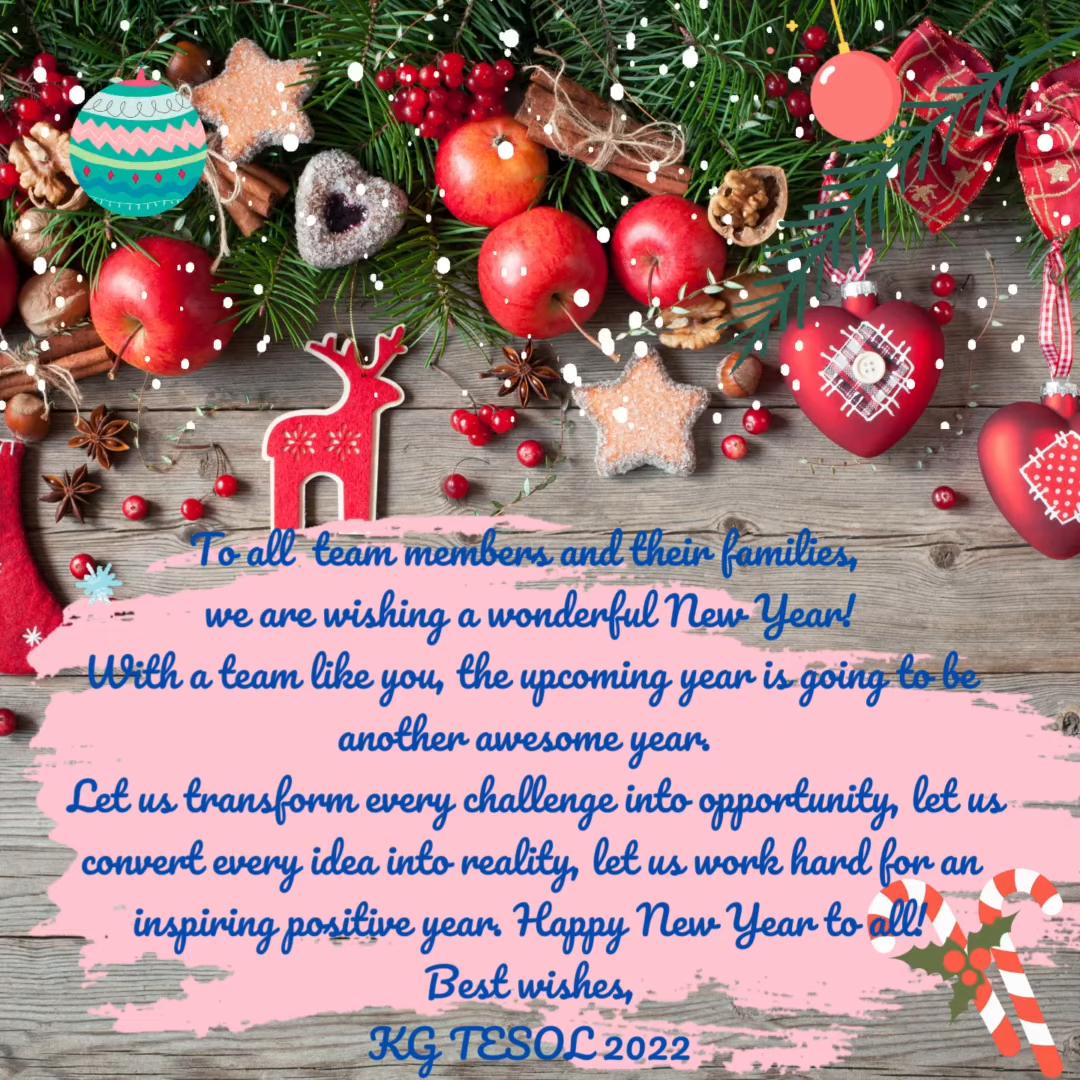 To all team members and their families,
we are wishing a wonderful New Year!
With a team like you, the upcoming year is going to be
another awesome year.
Let us transform every challenge into opportunity, let us
convert every idea into reality, let us work hard for an
inspiring positive year. Happy New Year to all!
Best wishes,
KG TESOL 2022